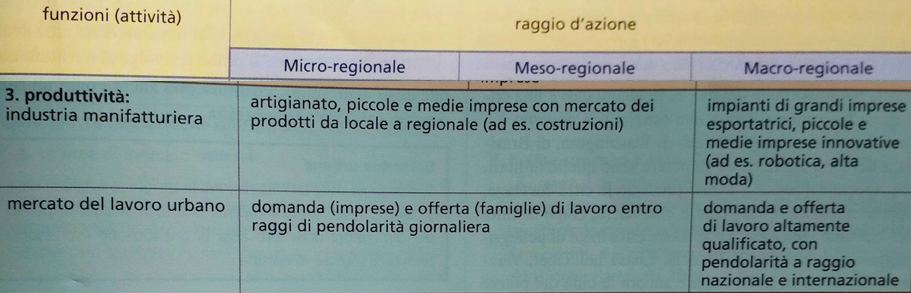 funzioni (attività)
raggio d'azione
Micro-regionale
Meso-regionale
Macro-regionale
3. produttività:
industria manifatturiera
artigianato, piccole e medie imprese con mercato dei
prodotti da locale a regionale (ad es. costruzioni)
impianti di grandi imprese
esportatrici, piccole e
medie imprese innovative
(ad es. robotica, alta
moda)
mercato del lavoro urbano
domanda (imprese) e offerta (famiglie) di lavoro entro
raggi di pendolarità giornaliera
domanda e offerta
di lavoro altamente
qualificato, con
pendolarità a raggio
nazionale e internazionale